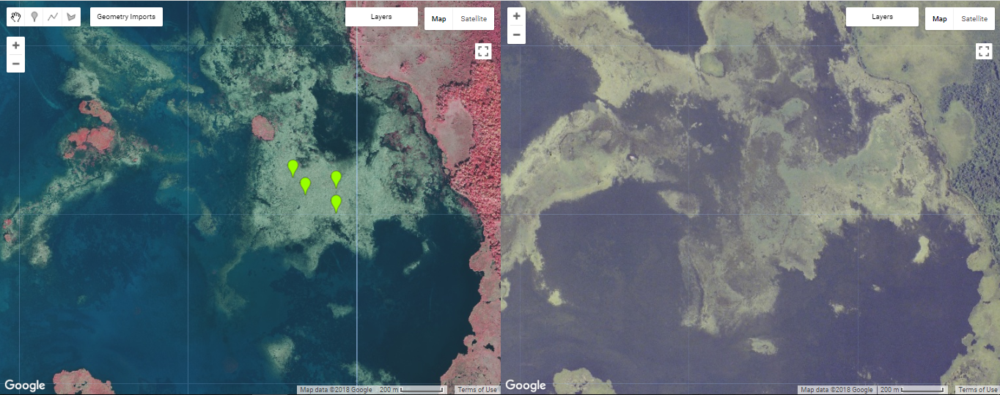 Geometry Imports
Layers
Map Satellite
+
−
Google
Map data ©2018 Google 200 m Terms of Use
+
−
Layers
Map Satellite
Google
Map data ©2018 Google 200 m Terms of Use